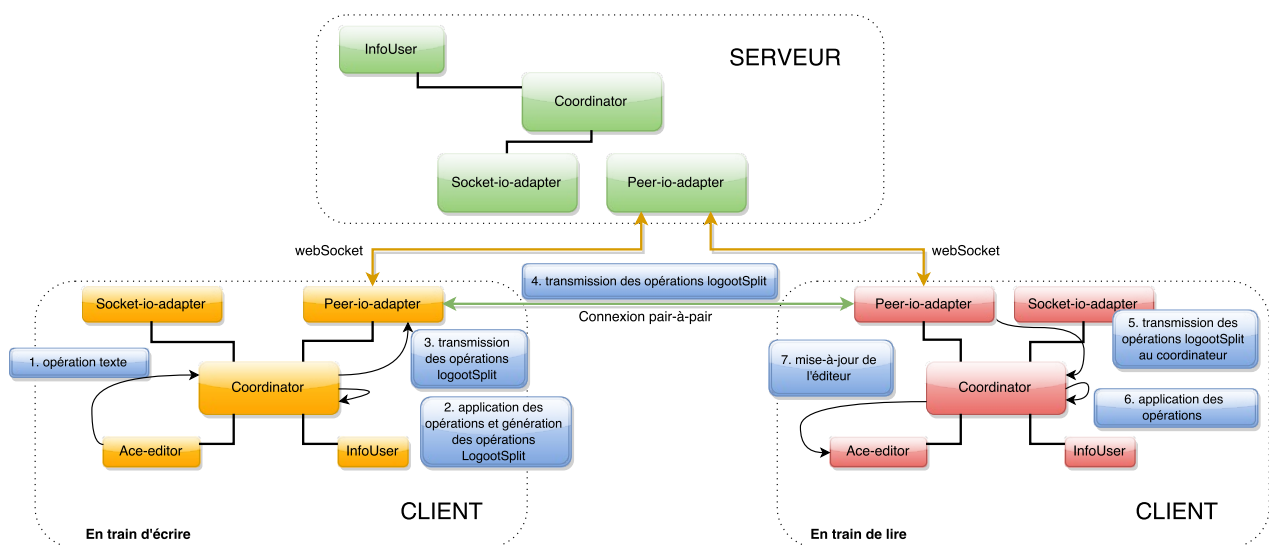 InfoUser
SERVEUR
Coordinator
Socket-io-adapter
Peer-io-adapter
webSocket
webSocket
4. transmission des opérations logootSplit
Connexion pair-à-pair
Socket-io-adapter
Peer-io-adapter
1. opération texte
3. transmission
des opérations
logootSplit
Coordinator
2. application des
opérations et génération
des opérations
LogootSplit
Ace-editor
InfoUser
CLIENT
En train d'écrire
Peer-io-adapter
Socket-io-adapter
5. transmission des
opérations logootSplit
au coordinateur
7. mise-à-jour de
l'éditeur
Coordinator
6. application des
opérations
Ace-editor
InfoUser
CLIENT
En train de lire